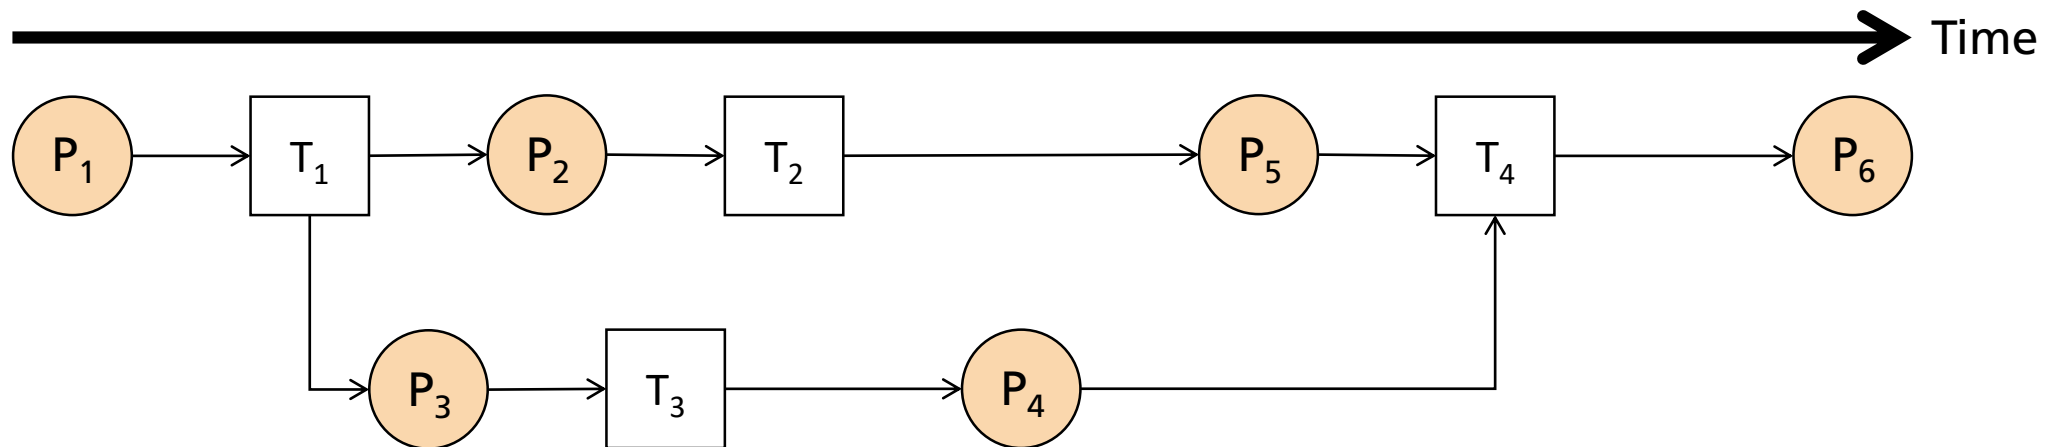 Time
P₁ T₁ P₂ T₂ P₅ T₄ P₆
P₃ T₃ P₄